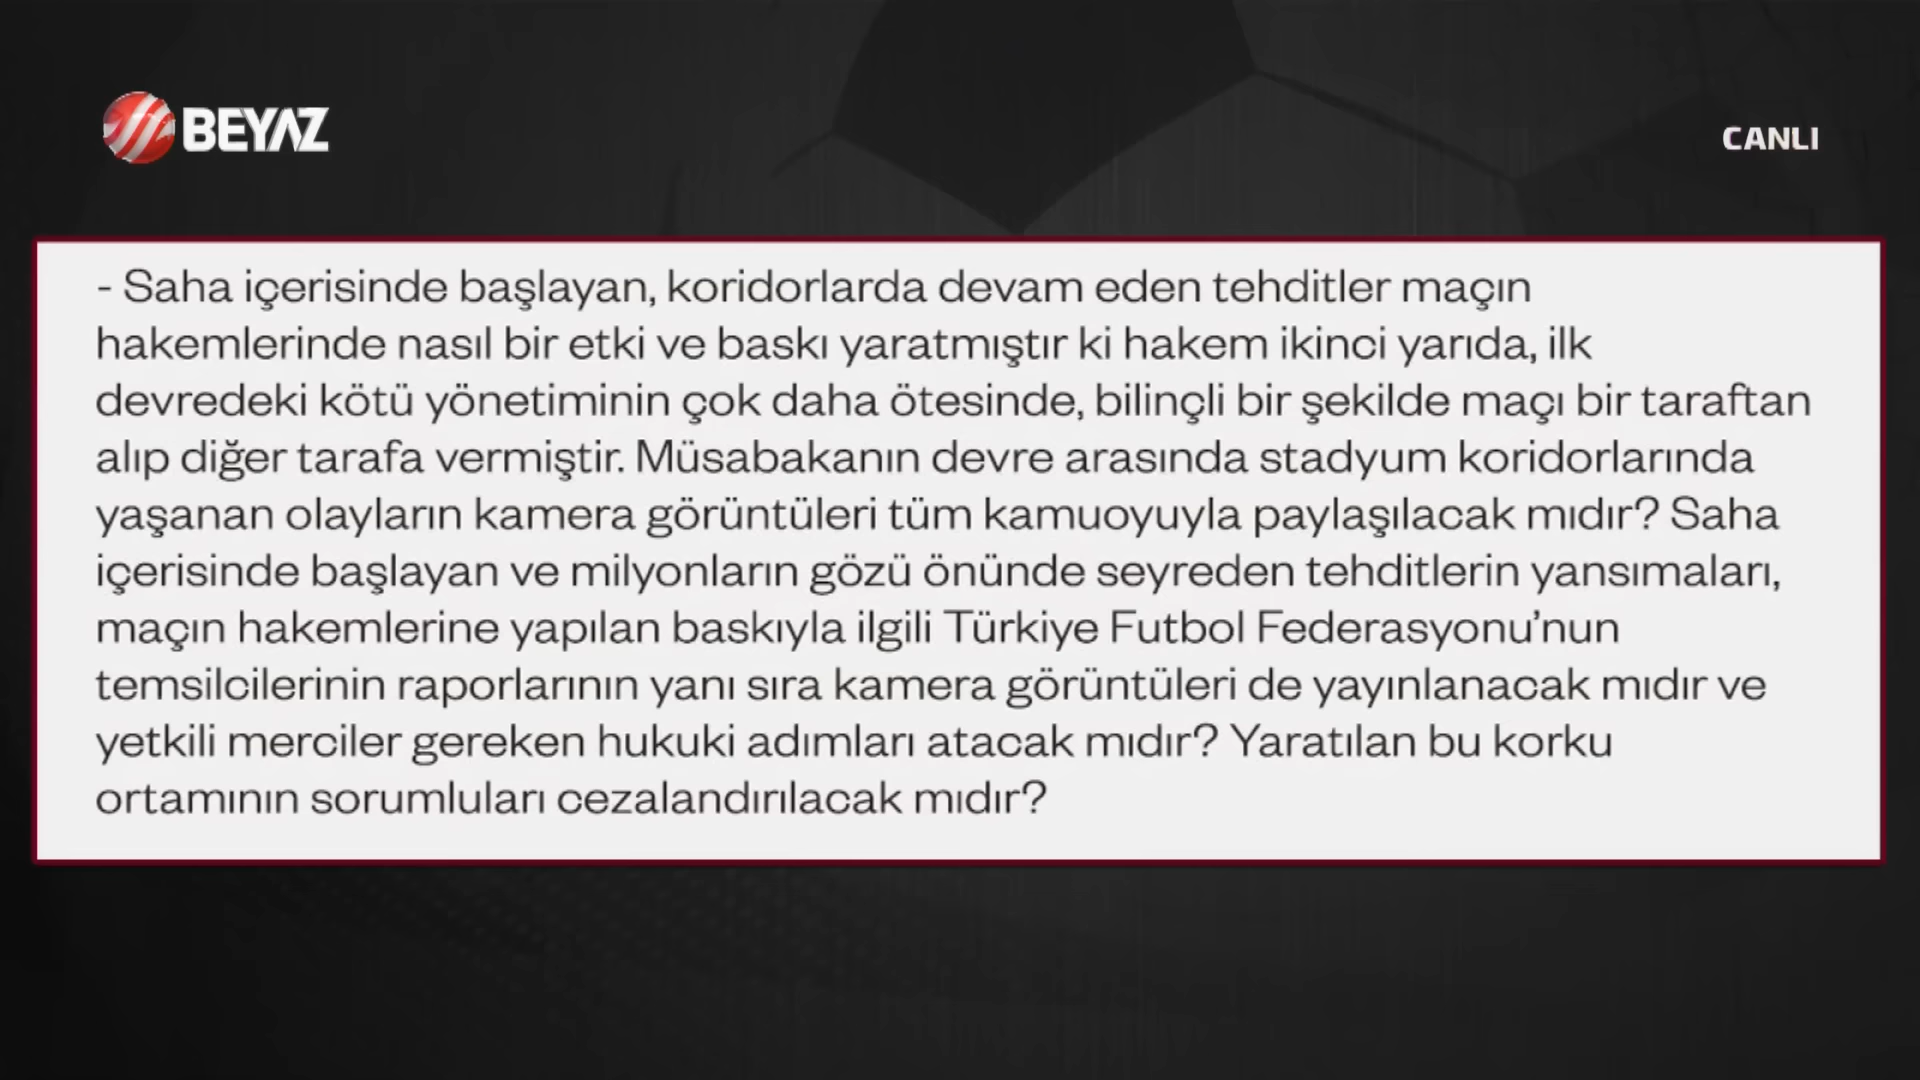 BEYAZ
CANLI
- Saha içerisinde başlayan, koridorlarda devam eden tehditler maçın
hakemlerinde nasıl bir etki ve baskı yaratmıştır ki hakem ikinci yarıda, ilk
devredeki kötü yönetiminin çok daha ötesinde, bilinçli bir şekilde maçı bir taraftan
alıp diğer tarafa vermiştir. Müsabakanın devre arasında stadyum koridorlarında
yaşanan olayların kamera görüntüleri tüm kamuoyuyla paylaşılacak mıdır? Saha
içerisinde başlayan ve milyonların gözü önünde seyreden tehditlerin yansımaları,
maçın hakemlerine yapılan baskıyla ilgili Türkiye Futbol Federasyonu’nun
temsilcilerinin raporlarının yanı sıra kamera görüntüleri de yayınlanacak mıdır ve
yetkili merciler gereken hukuki adımları atacak mıdır? Yaratılan bu korku
ortamının sorumluları cezalandırılacak mıdır?